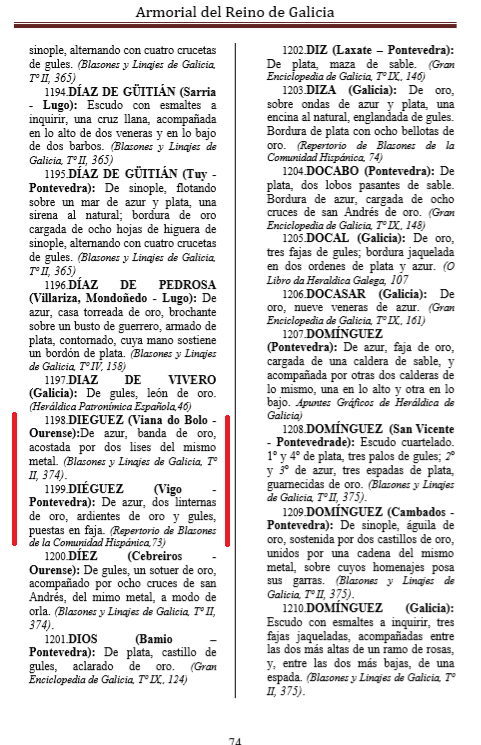 Armorial del Reino de Galicia
sinople, alternando con cuatro crucetas
de gules. (Blasones y Linajes de Galicia,
Tº II, 365)
1194.DÍAZ DE GÜITIÁN (Sarria
- Lugo): Escudo con esmaltes a
inquirir, una cruz llana, acompañada
en lo alto de dos veneras y en lo bajo
de dos barbos. (Blasones y Linajes de
Galicia, Tº II, 365)
1195.DÍAZ DE GÜITIÁN (Tuy -
Pontevedra): De sinople, flotando
sobre un mar de azur y plata, una
sirena al natural; bordura de oro
cargada de ocho hojas de higuera de
sinople, alternando con cuatro crucetas
de gules. (Blasones y Linajes de Galicia,
Tº II, 365)
1196.DÍAZ DE PEDROSA
(Villariza, Mondoñedo - Lugo): De
azur, casa torreada de oro, brochante
sobre un busto de guerrero, armado de
plata, contornado, cuya mano sostiene
un bordón de plata. (Blasones y Linajes
de Galicia, Tº IV, 158)
1197.DIAZ DE VIVERO
(Galicia): De gules, león de oro.
(Heráldica Patronímica Española,46)
1198.DIEGUEZ (Viana do Bolo -
Ourense):De azur, banda de oro,
acostada por dos lises del mismo
metal. (Blasones y Linajes de Galicia, Tº
II, 374).
1199.DIÉGUEZ (Vigo -
Pontevedra): De azur, dos linternas
de oro, ardientes de oro y gules,
puestas en faja. (Repertorio de Blasones
de la Comunidad Hispánica,73)
1200.DÍEZ (Cebreiros -
Ourense): De gules, un sotuer de oro,
acompañado por ocho cruces de san
Andrés, del mimo metal, a modo de
orla. (Blasones y Linajes de Galicia, Tº II,
374).
1201.DIOS (Bamio –
Pontevedra): De plata, castillo de
gules, aclarado de oro. (Gran
Enciclopedia de Galicia, Tº IX., 124)
1202.DIZ (Laxate – Pontevedra):
De plata, maza de sable. (Gran
Enciclopedia de Galicia, Tº IX., 146)
1203.DIZA (Galicia): De oro,
sobre ondas de azur y plata, una
encina al natural, englandada de gules.
Bordura de plata con ocho bellotas de
oro. (Repertorio de Blasones de la
Comunidad Hispánica, 74)
1204.DOCABO (Pontevedra): De
plata, dos lobos pasantes de sable.
Bordura de azur, cargada de ocho
cruces de san Andrés de oro. (Gran
Enciclopedia de Galicia, Tº IX., 148)
1205.DOCAL (Galicia): De oro,
tres fajas de gules; bordura jaquelada
en dos ordenes de plata y azur. (O
Libro da Heraldica Galega, 107
1206.DOCASAR (Galicia): De
oro, nueve veneras de azur. (Gran
Enciclopedia de Galicia, Tº IX., 161)
1207.DOMÍNGUEZ
(Pontevedra): De azur, faja de oro,
cargada de una caldera de sable, y
acompañada por otras dos calderas de
lo mismo, una en lo alto y otra en lo
bajo. Apuntes Gráficos de Heráldica de
Galicia)
1208.DOMÍNGUEZ (San Vicente
- Pontevedrade): Escudo cuartelado.
1º y 4º de plata, tres palos de gules; 2º
y 3º de azur, tres espadas de plata,
guarnecidas de oro. (Blasones y Linajes
de Galicia, Tº II, 375).
1209.DOMÍNGUEZ (Cambados -
Pontevedra): De sinople, águila de
oro, sostenida por dos castillos de oro,
unidos por una cadena del mismo
metal, sobre cuyos homenajes posa
sus garras. (Blasones y Linajes de
Galicia, Tº II, 375).
1210.DOMÍNGUEZ (Galicia):
Escudo con esmaltes a inquirir, tres
fajas jaqueladas, acompañadas entre
las dos más altas de un ramo de rosas,
y, entre las dos más bajas, de una
espada. (Blasones y Linajes de Galicia, Tº
II, 375).
74